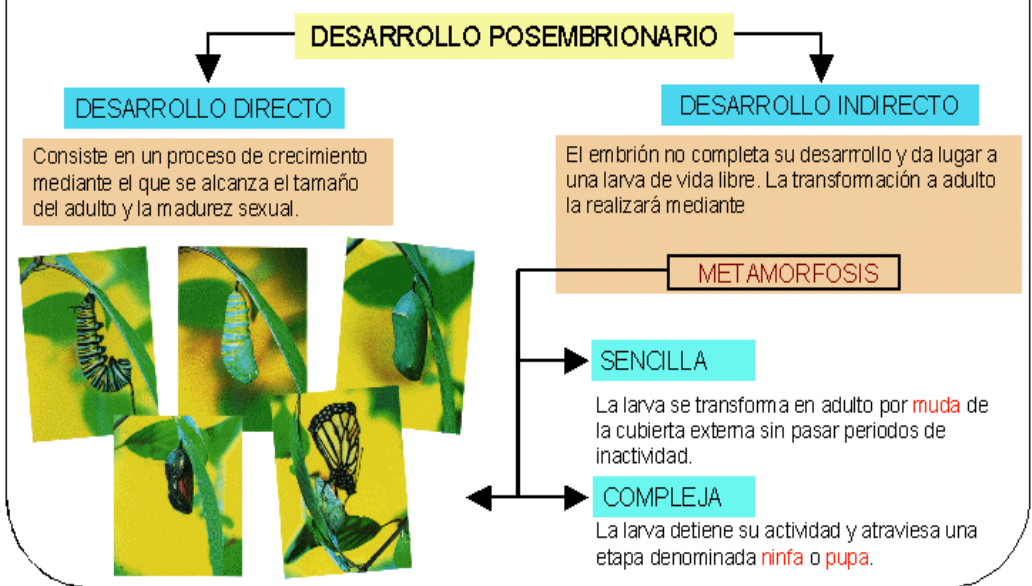 DESARROLLO POSEMBRIONARIO
DESARROLLO DIRECTO
Consiste en un proceso de crecimiento
mediante el que se alcanza el tamaño
del adulto y la madurez sexual.
DESARROLLO INDIRECTO
El embrión no completa su desarrrollo y da lugar a
una larva de vida libre. La transformación a adulto
la realizará mediante
METAMORFOSIS
SENCILLA
La larva se transforma en adulto por muda de
la cubierta externa sin pasar periodos de
inactividad.
COMPLEJA
La larva detiene su actividad y atraviesa una
etapa denominada ninfa o pupa.